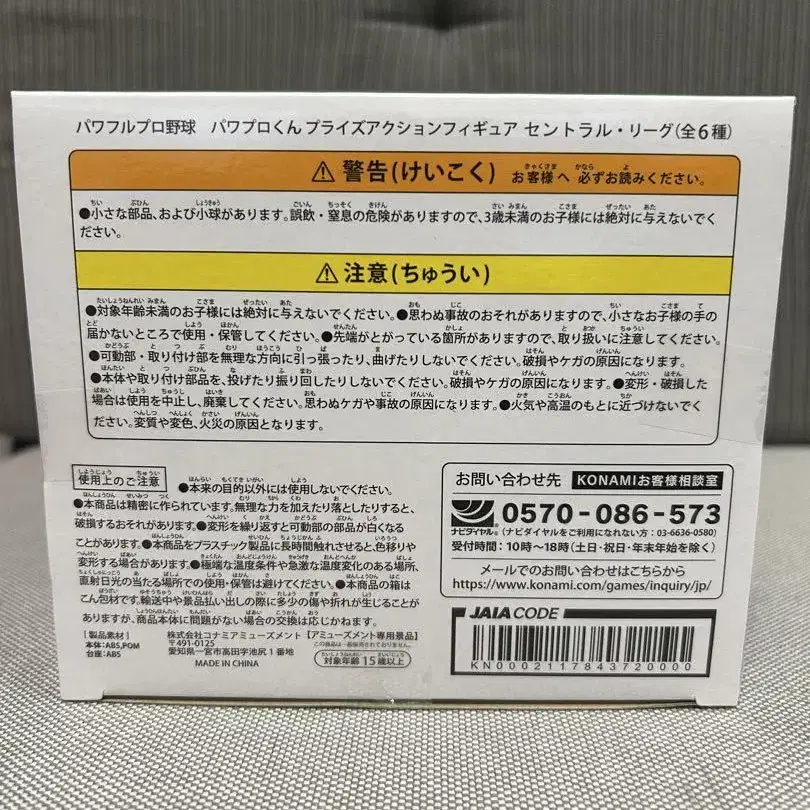 パワフルプロ野球 パワプロくん プライズアクションフィギュア セントラル・リーグ(全6種)
⚠警告(けいこく) お客様へ 必ずお読みください。
●小さな部品、および小球があります。誤飲・窒息の危険がありますので、3歳未満のお子様には絶対に与えないでく
ださい。
⚠注意(ちゅうい)
●対象年齢未満のお子様には絶対に与えないでください。●思わぬ事故のおそれがありますので、小さなお子様の手の
届かないところで使用・保管してください。●先端がとがっている箇所がありますので、取り扱いに注意してください。
●可動部・取り付け部を無理な方向に引っ張ったり、曲げたりしないでください。破損やケガの原因になります。
●本体や取り付け部品を、投げたり振り回したりしないでください。破損やケガの原因になります。●変形・破損した
場合は使用を中止し、廃棄してください。思わぬケガや事故の原因になります。●火気や高温のもとに近づけないでく
ださい。変質や変色、火災の原因となります。
使用上のご注意 ●本来の目的以外には使用しないでください。
●本商品は精密に作られています。無理な力を加えたり落としたりすると、
破損するおそれがあります。●変形を繰り返すと可動部の部品が白くなる
ことがあります。●本商品をプラスチック製品に長時間触れさせると、色移りや
変形する場合があります。●極端な温度条件や急激な温度変化のある場所、
直射日光の当たる場所での使用・保管は避けてください。●本商品の箱は
こん包材です。輸送中や景品払い出しの際に多少の傷や折れが生じることが
ありますが、商品本体に問題がない場合の交換は応じかねます。
[製品素材]
本体:ABS,POM
台座:ABS
株式会社コナミアミューズメント
〒491-0125
愛知県一宮市高田字池尻1番地
MADE IN CHINA
【アミューズメント専用景品】
この商品は一般に販売されておりません。
対象年齢15歳以上
お問い合わせ先 KONAMIお客様相談室
ナビダイヤル®
0570-086-573
(ナビダイヤルをご利用になれない方:03-6636-0580)
受付時間:10時〜18時(土日・祝日・年末年始を除く)
メールでのお問い合わせはこちらから
https://www.konami.com/games/inquiry/jp/
JAIA CODE
KN00021178437​20000